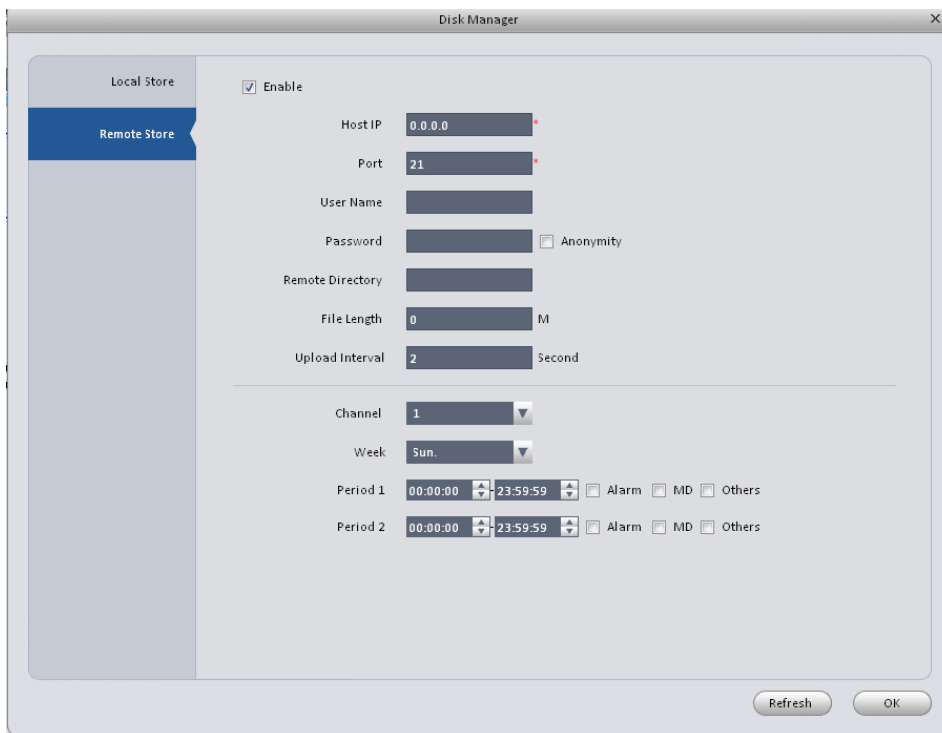 Disk Manager
Local Store
Remote Store
Enable
Host IP 0.0.0.0 *
Port 21 *
User Name
Password Anonymity
Remote Directory
File Length 0 M
Upload Interval 2 Second
Channel 1
Week Sun.
Period 1 00:00:00 - 23:59:59 Alarm MD Others
Period 2 00:00:00 - 23:59:59 Alarm MD Others
Refresh OK